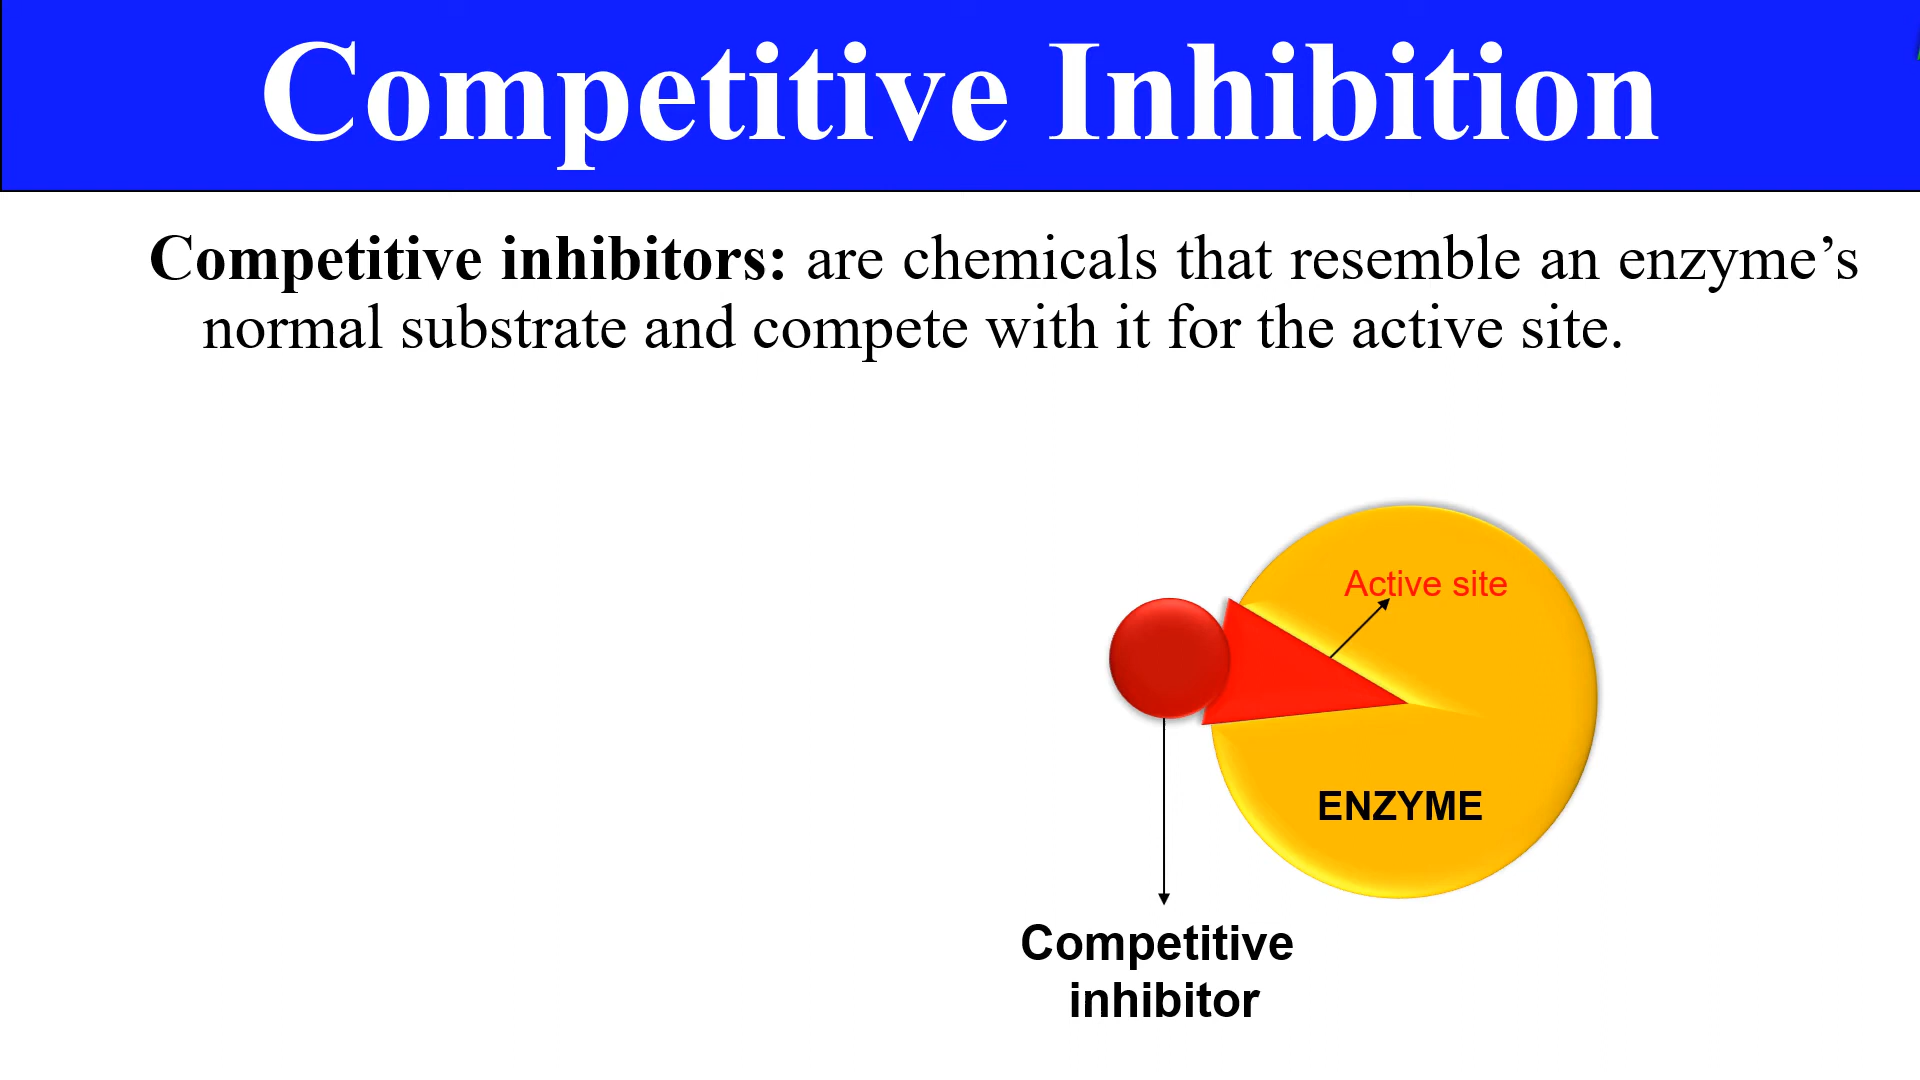 Competitive Inhibition
Competitive inhibitors: are chemicals that resemble an enzyme’s
normal substrate and compete with it for the active site.
Active site
ENZYME
Competitive
inhibitor